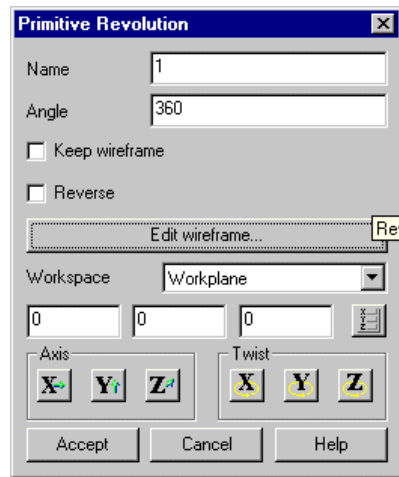 Primitive Revolution
Name 1
Angle 360
Keep wireframe
Reverse
Edit wireframe...
Workspace Workplane
0 0 0
Axis Twist
X Y Z X Y Z
Accept Cancel Help